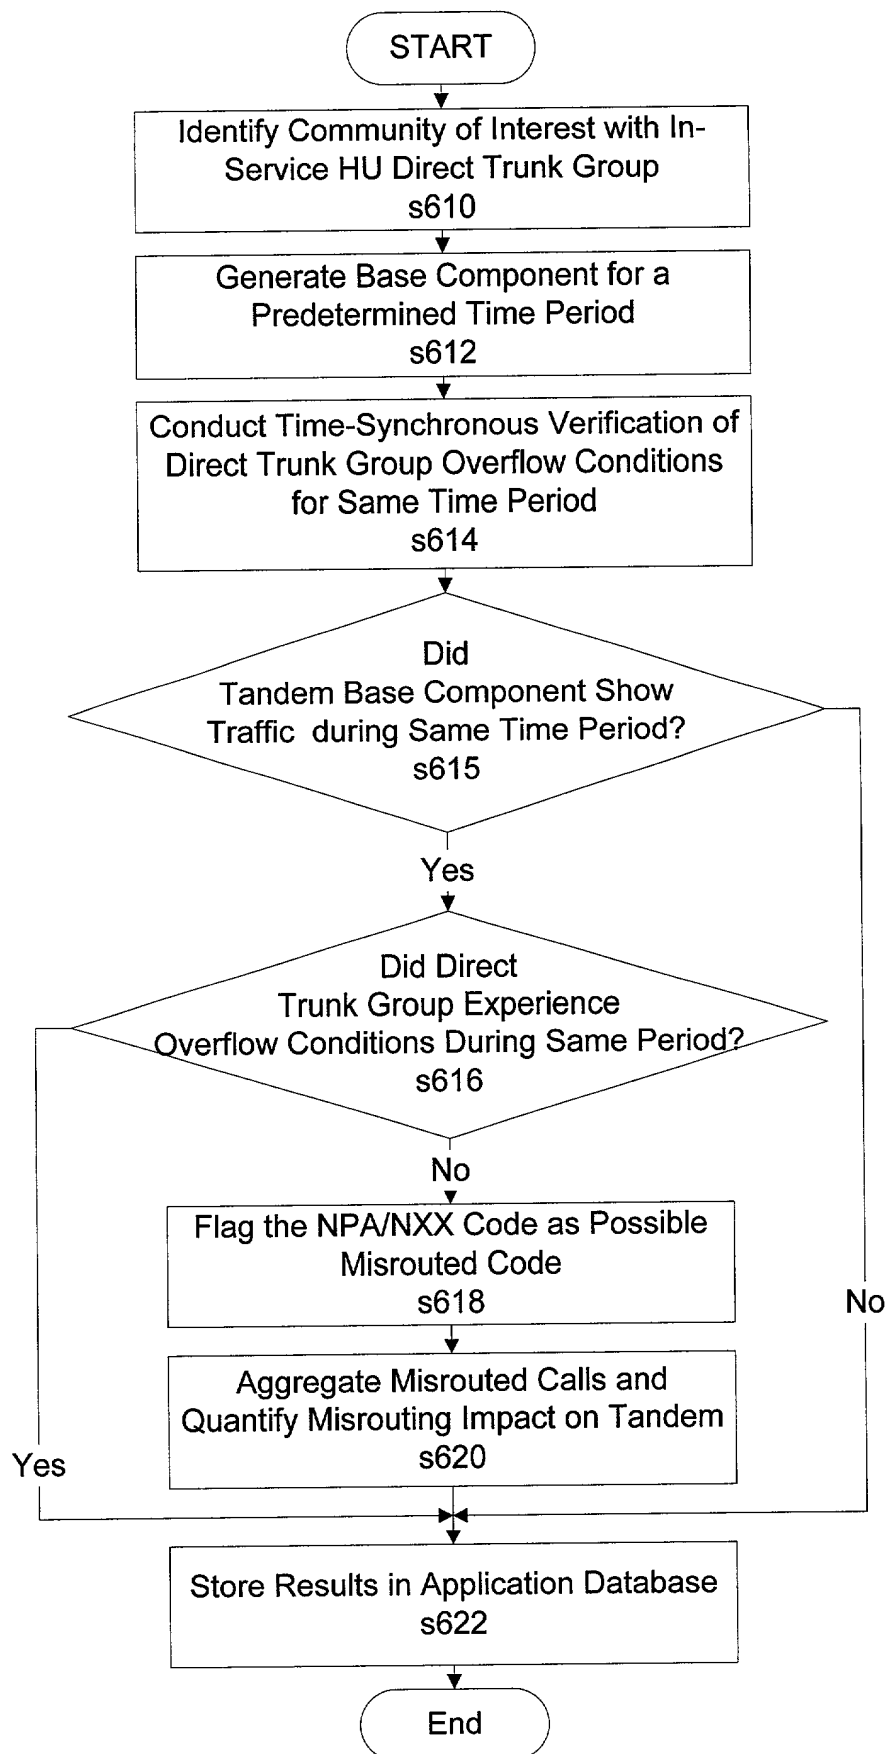 START
Identify Community of Interest with In-
Service HU Direct Trunk Group
s610
Generate Base Component for a
Predetermined Time Period
s612
Conduct Time-Synchronous Verification of
Direct Trunk Group Overflow Conditions
for Same Time Period
s614
Did
Tandem Base Component Show
Traffic during Same Time Period?
s615
Yes
Did Direct
Trunk Group Experience
Overflow Conditions During Same Period?
s616
No
Flag the NPA/NXX Code as Possible
Misrouted Code
s618
No
Aggregate Misrouted Calls and
Quantify Misrouting Impact on Tandem
s620
Yes
Store Results in Application Database
s622
End